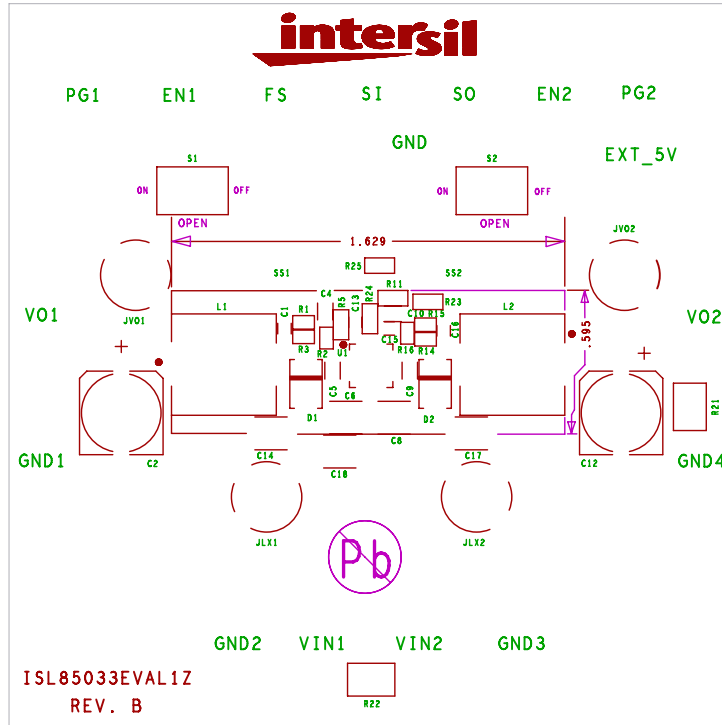 intersil
PG1 EN1 FS SI SO EN2 PG2
GND
EXT_5V
S1 S2
ON OFF ON OFF
OPEN OPEN
JVO2
1.629
R25
SS1 SS2
R24 R11
C4 C13 R23
L1 C1 R1 R5 C10 R15 L2
VO1 JVO1 VO2
C16 .595
R3 R2 C15
U1 R16 R14
C5 C6 C9
R21
D1 D2
C8
GND1 C2 C14 C17 C12 GND4
C18
JLX1 JLX2
Pb
GND2 VIN1 VIN2 GND3
ISL85033EVAL1Z
REV. B
R22